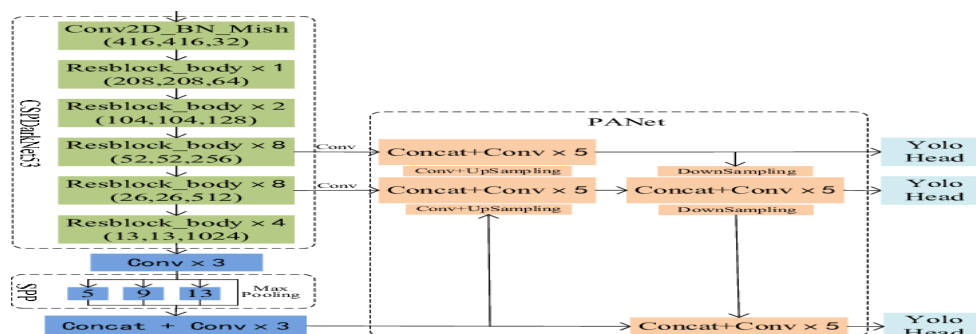 Conv2D_BN_Mish
(416,416,32)
Resblock_body × 1
(208,208,64)
Resblock_body × 2
(104,104,128)
Resblock_body × 8
(52,52,256)
Resblock_body × 8
(26,26,512)
Resblock_body × 4
(13,13,1024)
CSPDarkNet53
Conv × 3
SPP
5 9 13
Max
Pooling
Concat + Conv × 3
Conv
Conv
PANet
Concat+Conv × 5
Conv+UpSampling
Concat+Conv × 5
Conv+UpSampling
DownSampling
Concat+Conv × 5
DownSampling
Concat+Conv × 5
Yolo
Head
Yolo
Head
Yolo
Head